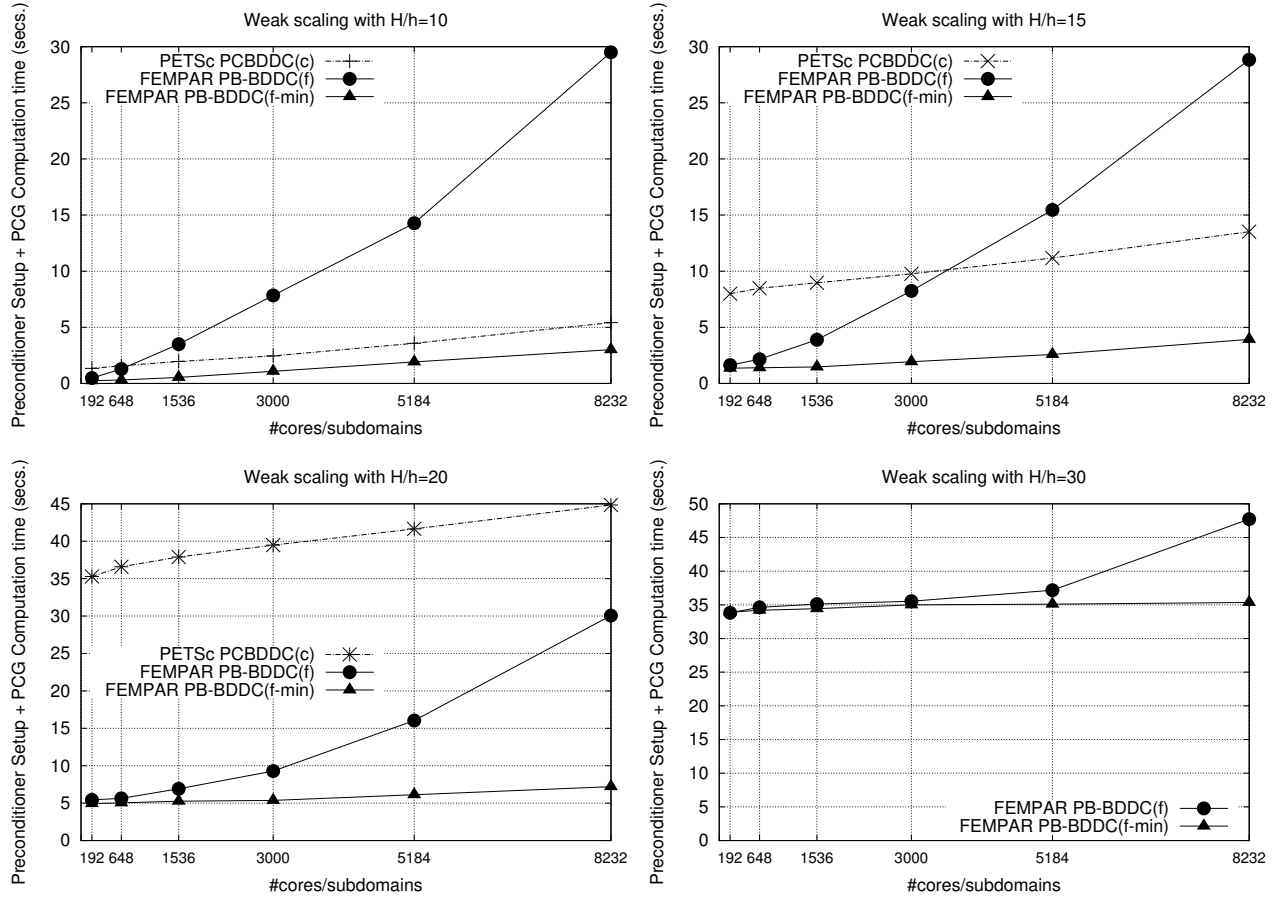 Weak scaling with H/h=10
Preconditioner Setup + PCG Computation time (secs.)
30
25
20
15
10
5
0
PETSc PCBDDC(c)
FEMPAR PB-BDDC(f)
FEMPAR PB-BDDC(f-min)
192 648 1536 3000 5184 8232
#cores/subdomains
Weak scaling with H/h=15
Preconditioner Setup + PCG Computation time (secs.)
30
25
20
15
10
5
0
PETSc PCBDDC(c)
FEMPAR PB-BDDC(f)
FEMPAR PB-BDDC(f-min)
192 648 1536 3000 5184 8232
#cores/subdomains
Weak scaling with H/h=20
Preconditioner Setup + PCG Computation time (secs.)
45
40
35
30
25
20
15
10
5
0
PETSc PCBDDC(c)
FEMPAR PB-BDDC(f)
FEMPAR PB-BDDC(f-min)
192 648 1536 3000 5184 8232
#cores/subdomains
Weak scaling with H/h=30
Preconditioner Setup + PCG Computation time (secs.)
50
45
40
35
30
25
20
15
10
5
0
FEMPAR PB-BDDC(f)
FEMPAR PB-BDDC(f-min)
192 648 1536 3000 5184 8232
#cores/subdomains